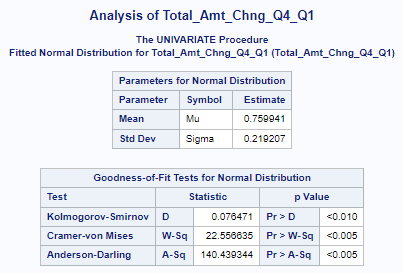 Analysis of Total_Amt_Chng_Q4_Q1
The UNIVARIATE Procedure
Fitted Normal Distribution for Total_Amt_Chng_Q4_Q1 (Total_Amt_Chng_Q4_Q1)
Parameters for Normal Distribution
Parameter Symbol Estimate
Mean Mu 0.759941
Std Dev Sigma 0.219207
Goodness-of-Fit Tests for Normal Distribution
Test Statistic p Value
Kolmogorov-Smirnov D 0.076471 Pr > D <0.010
Cramer-von Mises W-Sq 22.556635 Pr > W-Sq <0.005
Anderson-Darling A-Sq 140.439344 Pr > A-Sq <0.005